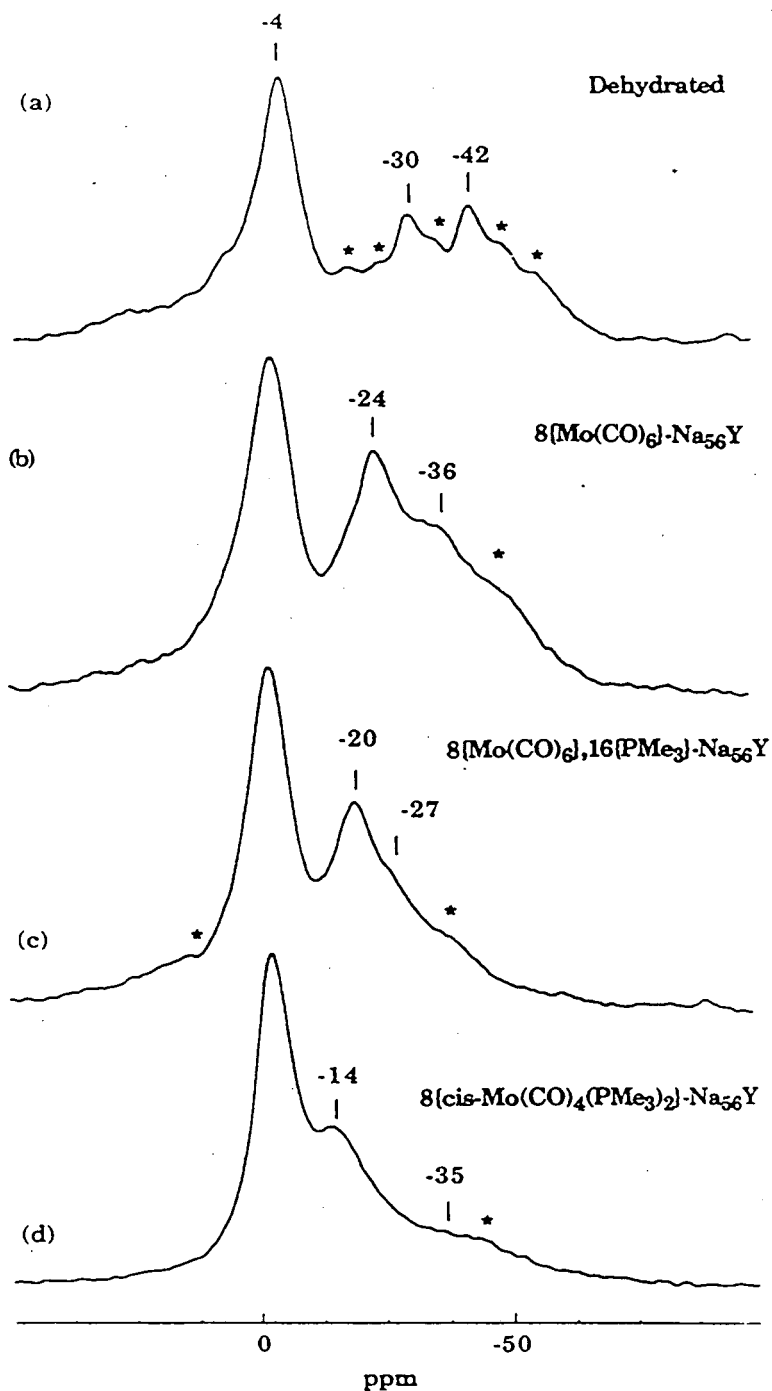 -4
(a)
Dehydrated
-30
-42
* * * * *
(b)
-24
8{Mo(CO)₆}-Na₅₆Y
-36
*
-20
8{Mo(CO)₆},16{PMe₃}-Na₅₆Y
-27
*
*
(c)
-14
8{cis-Mo(CO)₄(PMe₃)₂}-Na₅₆Y
-35
*
(d)
0
-50
ppm